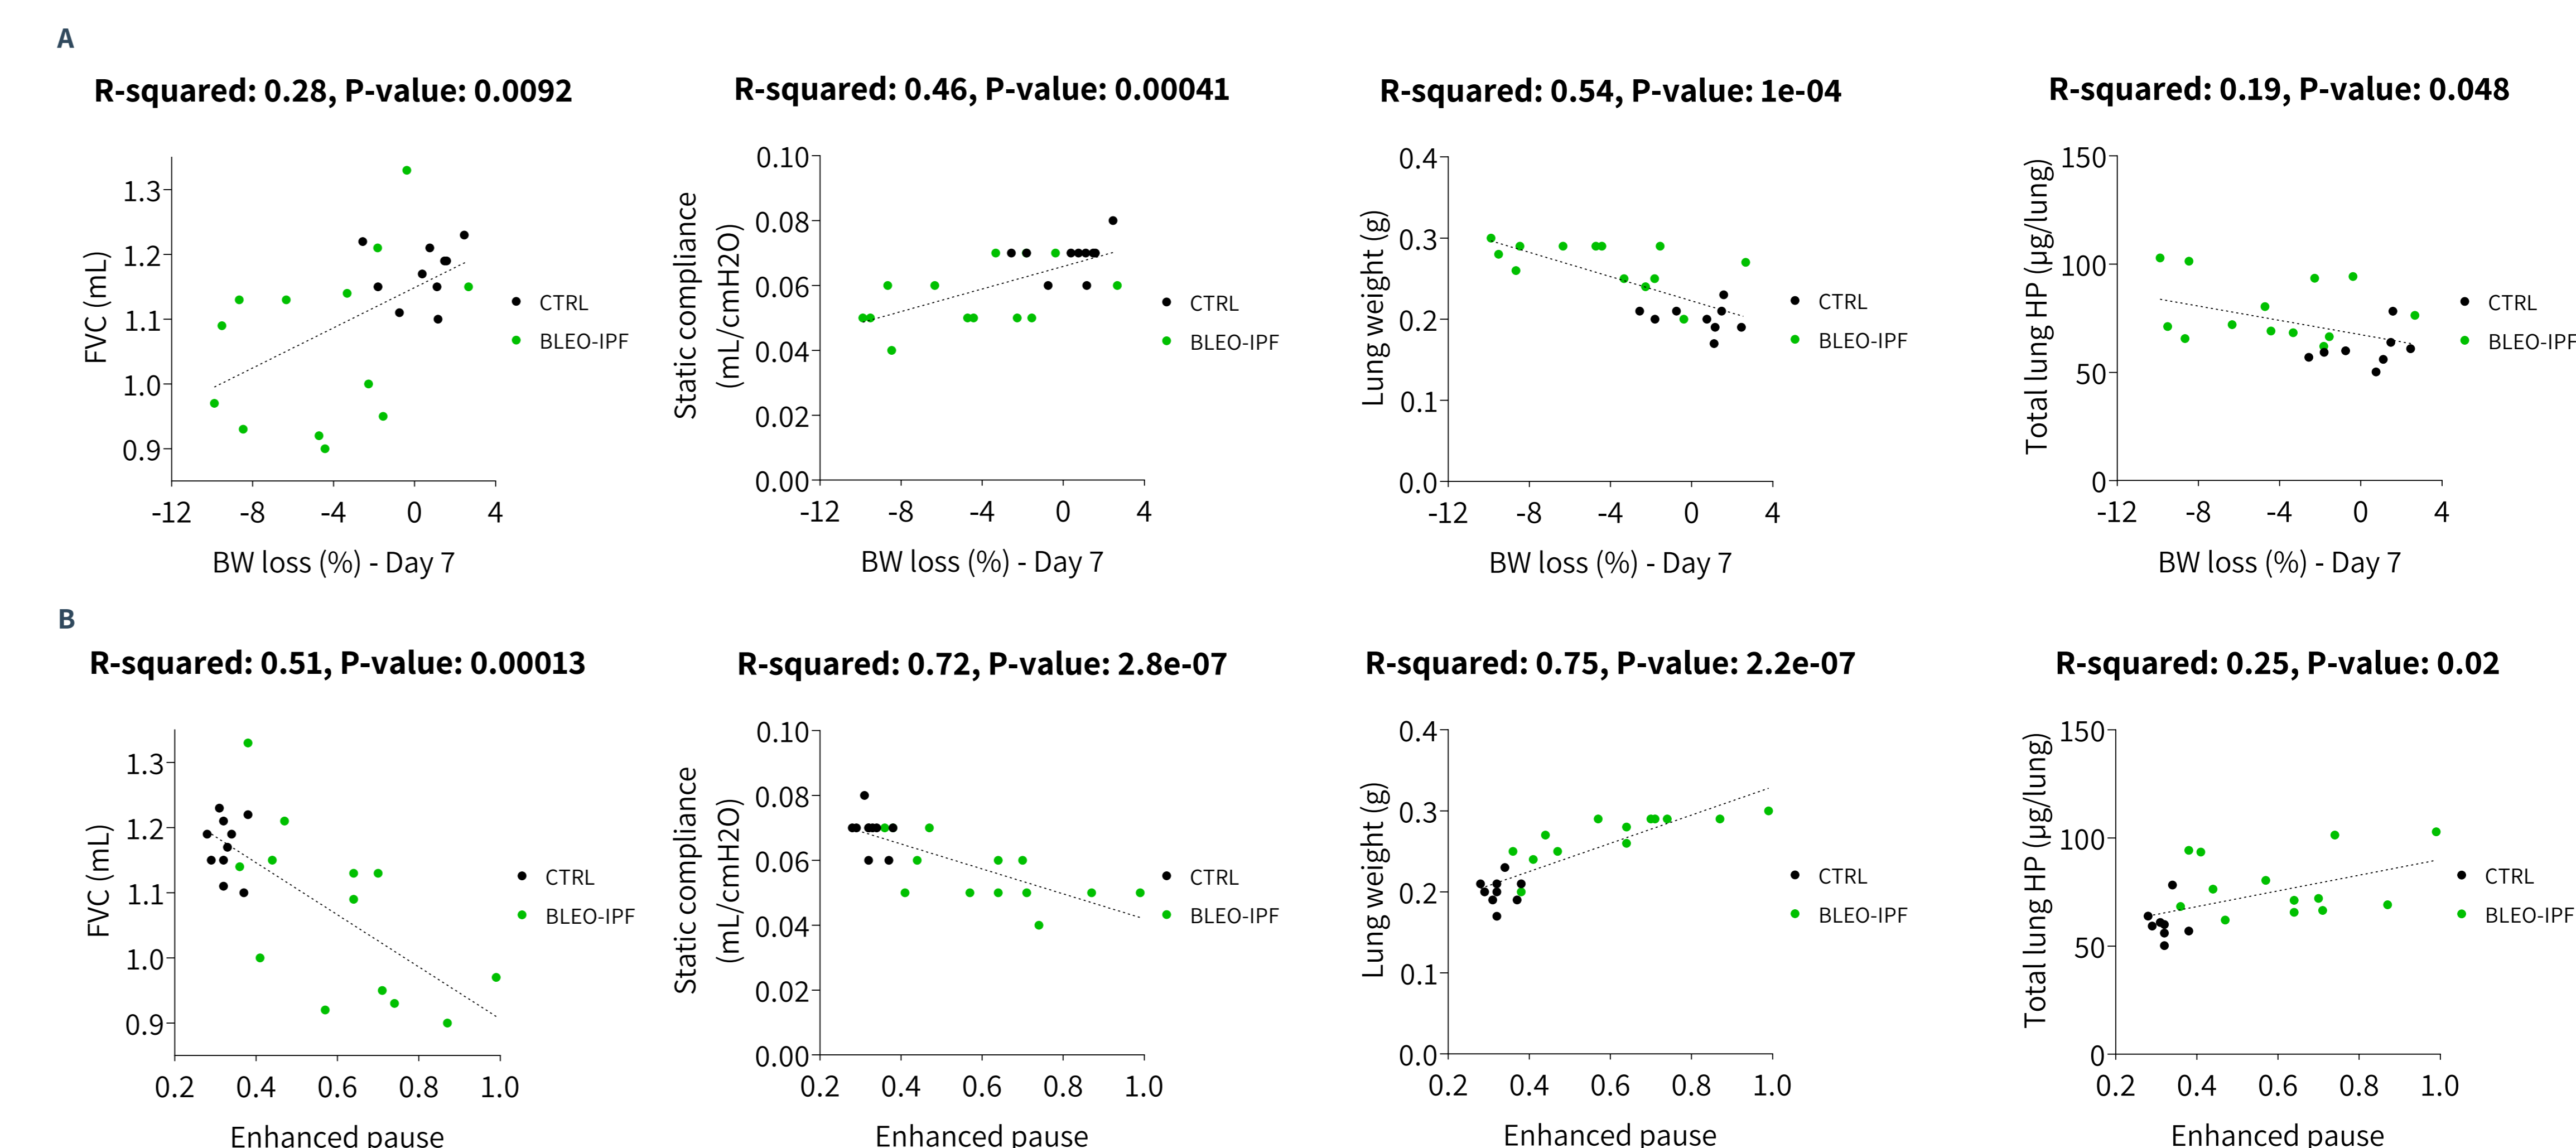 A
R-squared: 0.28, P-value: 0.0092
FVC (mL)
1.3
1.2
1.1
1.0
0.9
-12 -8 -4 0 4
BW loss (%) - Day 7
CTRL
BLEO-IPF
R-squared: 0.46, P-value: 0.00041
Static compliance
(mL/cmH2O)
0.10
0.08
0.06
0.04
0.02
0.00
-12 -8 -4 0 4
BW loss (%) - Day 7
CTRL
BLEO-IPF
R-squared: 0.54, P-value: 1e-04
Lung weight (g)
0.4
0.3
0.2
0.1
0.0
-12 -8 -4 0 4
BW loss (%) - Day 7
CTRL
BLEO-IPF
R-squared: 0.19, P-value: 0.048
Total lung HP (µg/lung)
150
100
50
0
-12 -8 -4 0 4
BW loss (%) - Day 7
CTRL
BLEO-IPF
B
R-squared: 0.51, P-value: 0.00013
FVC (mL)
1.3
1.2
1.1
1.0
0.9
0.2 0.4 0.6 0.8 1.0
Enhanced pause
CTRL
BLEO-IPF
R-squared: 0.72, P-value: 2.8e-07
Static compliance
(mL/cmH2O)
0.10
0.08
0.06
0.04
0.02
0.00
0.2 0.4 0.6 0.8 1.0
Enhanced pause
CTRL
BLEO-IPF
R-squared: 0.75, P-value: 2.2e-07
Lung weight (g)
0.4
0.3
0.2
0.1
0.0
0.2 0.4 0.6 0.8 1.0
Enhanced pause
CTRL
BLEO-IPF
R-squared: 0.25, P-value: 0.02
Total lung HP (µg/lung)
150
100
50
0
0.2 0.4 0.6 0.8 1.0
Enhanced pause
CTRL
BLEO-IPF